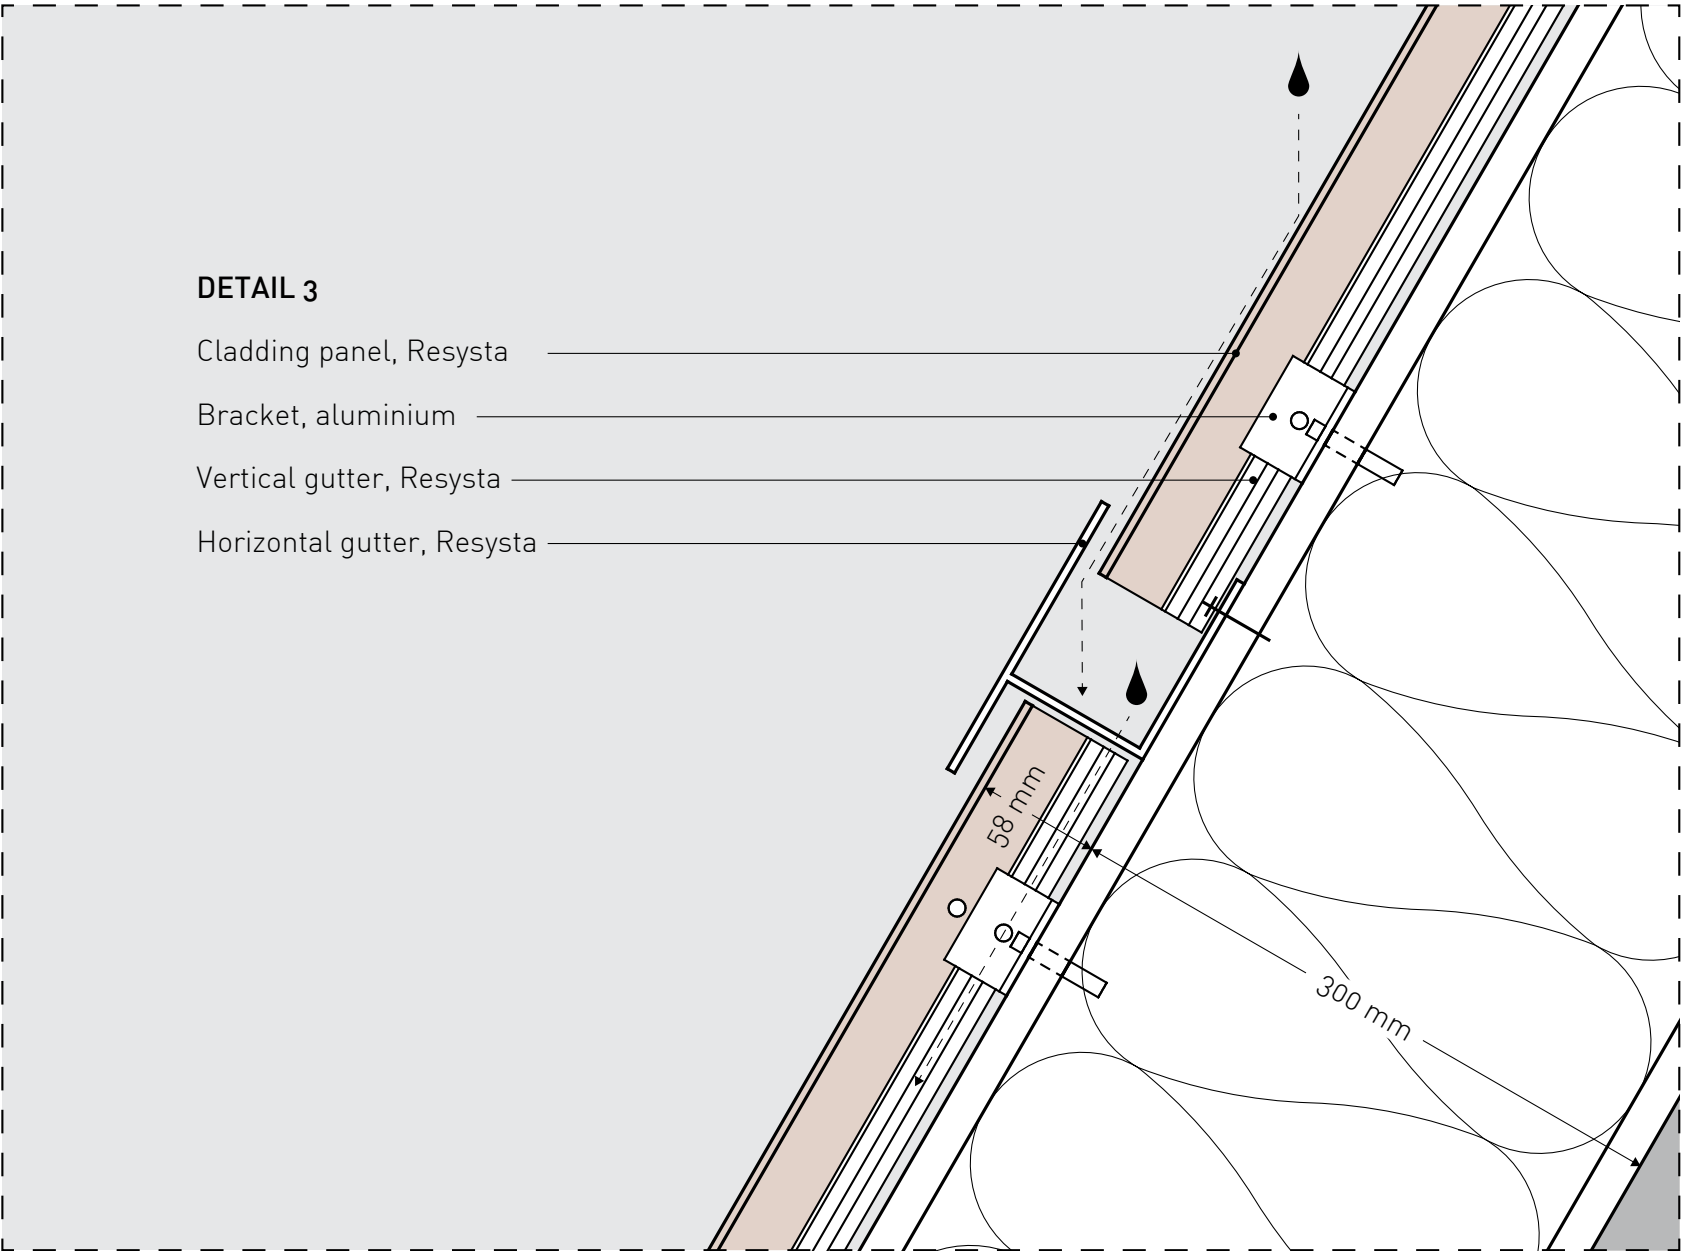 DETAIL 3
Cladding panel, Resysta
Bracket, aluminium
Vertical gutter, Resysta
Horizontal gutter, Resysta
58 mm
300 mm